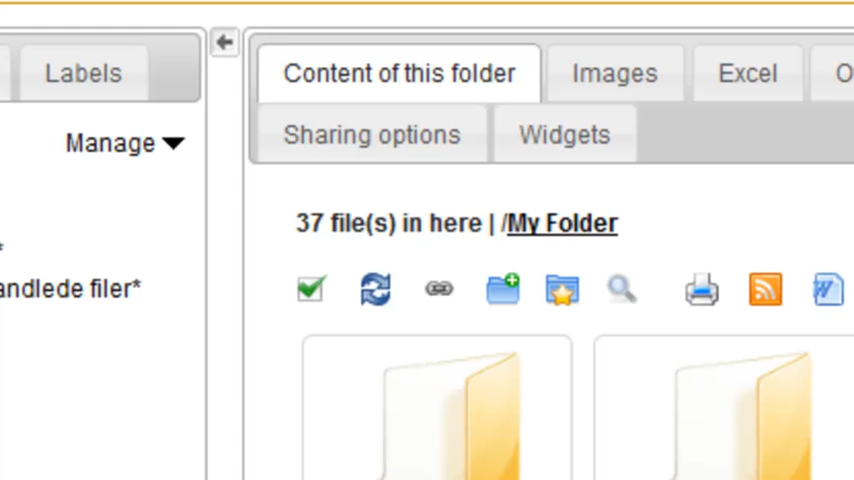 Labels
Manage
andlede filer*
Content of this folder
Images
Excel
Sharing options
Widgets
37 file(s) in here | /My Folder